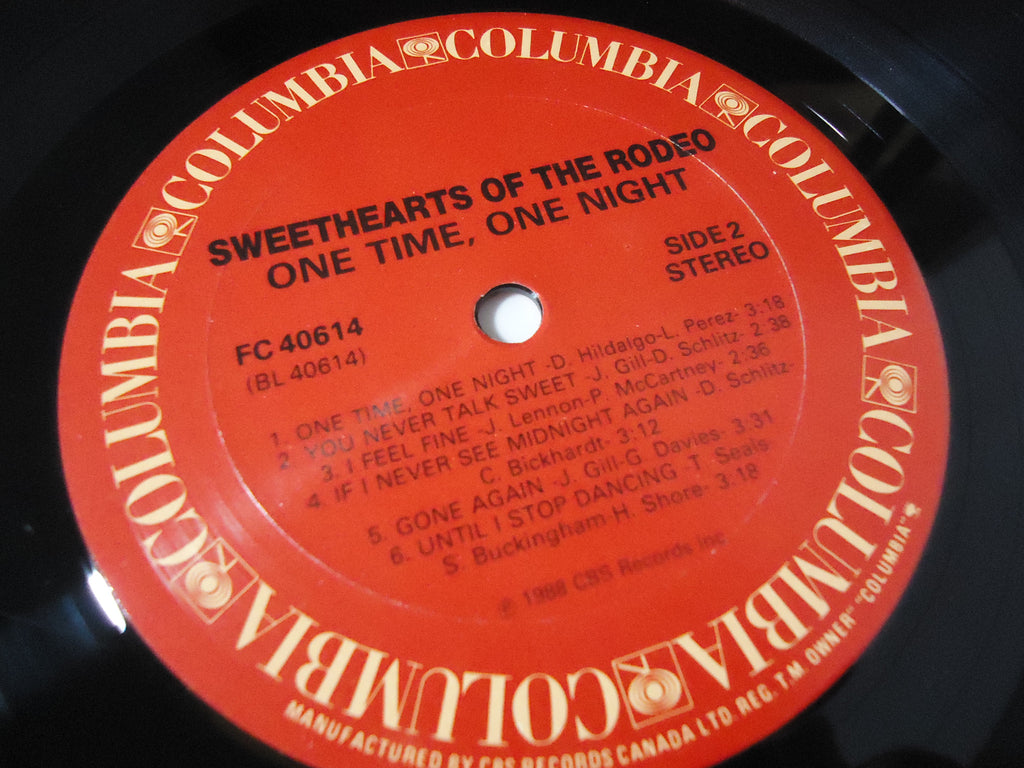 COLUMBIA COLUMBIA COLUMBIA COLUMBIA COLUMBIA COLUMBIA
SWEETHEARTS OF THE RODEO
ONE TIME, ONE NIGHT
SIDE 2
STEREO
FC 40614
(BL 40614)
1. ONE TIME, ONE NIGHT -D. Hildalgo-L. Perez- 3:18
2. YOU NEVER TALK SWEET -J. Gill-D. Schlitz- 2:38
3. I FEEL FINE -J. Lennon-P. McCartney- 2:36
4. IF I NEVER SEE MIDNIGHT AGAIN -D. Schlitz-
C. Bickhardt- 3:12
5. GONE AGAIN -J. Gill-G. Davies- 3:31
6. UNTIL I STOP DANCING -T. Seals
S. Buckingham H. Shore- 3:18
℗ 1988 CBS Records Inc
MANUFACTURED BY CBS RECORDS CANADA LTD. REG. T.M. OWNER "COLUMBIA"